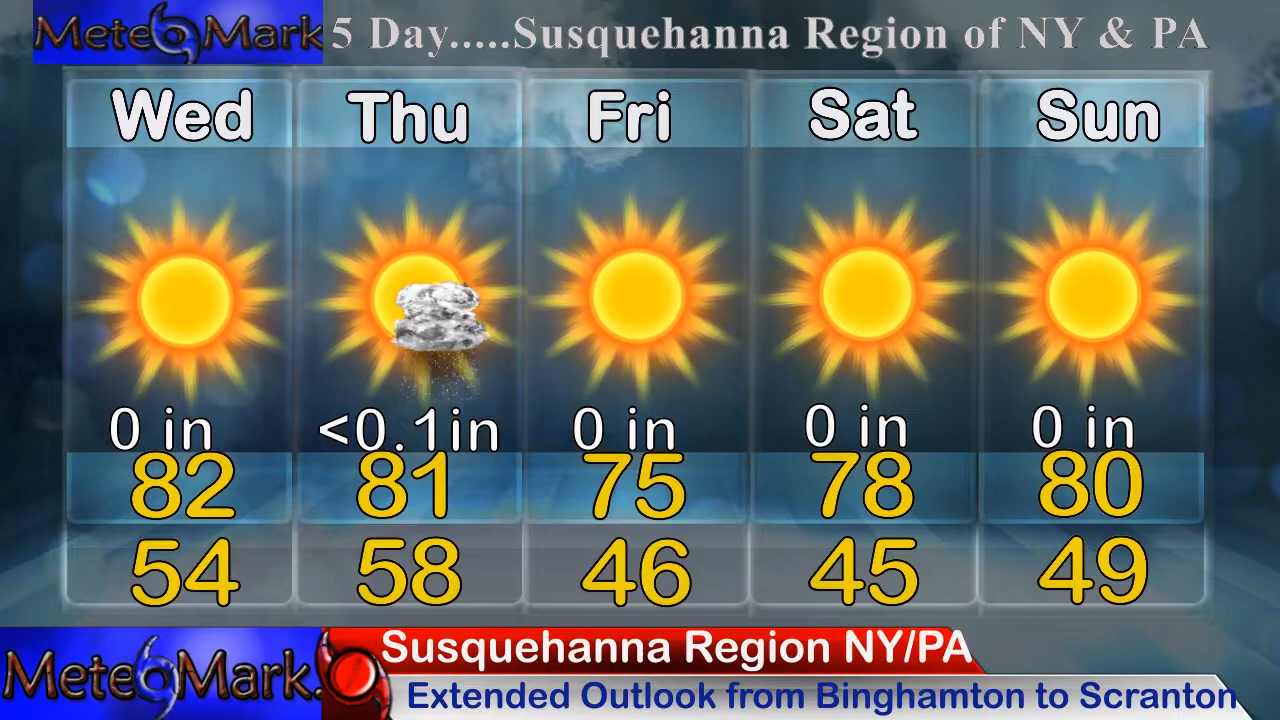 MeteoMark 5 Day.....Susquehanna Region of NY & PA
Wed Thu Fri Sat Sun
0 in <0.1in 0 in 0 in 0 in
82 81 75 78 80
54 58 46 45 49
Susquehanna Region NY/PA
MeteoMark.
Extended Outlook from Binghamton to Scranton